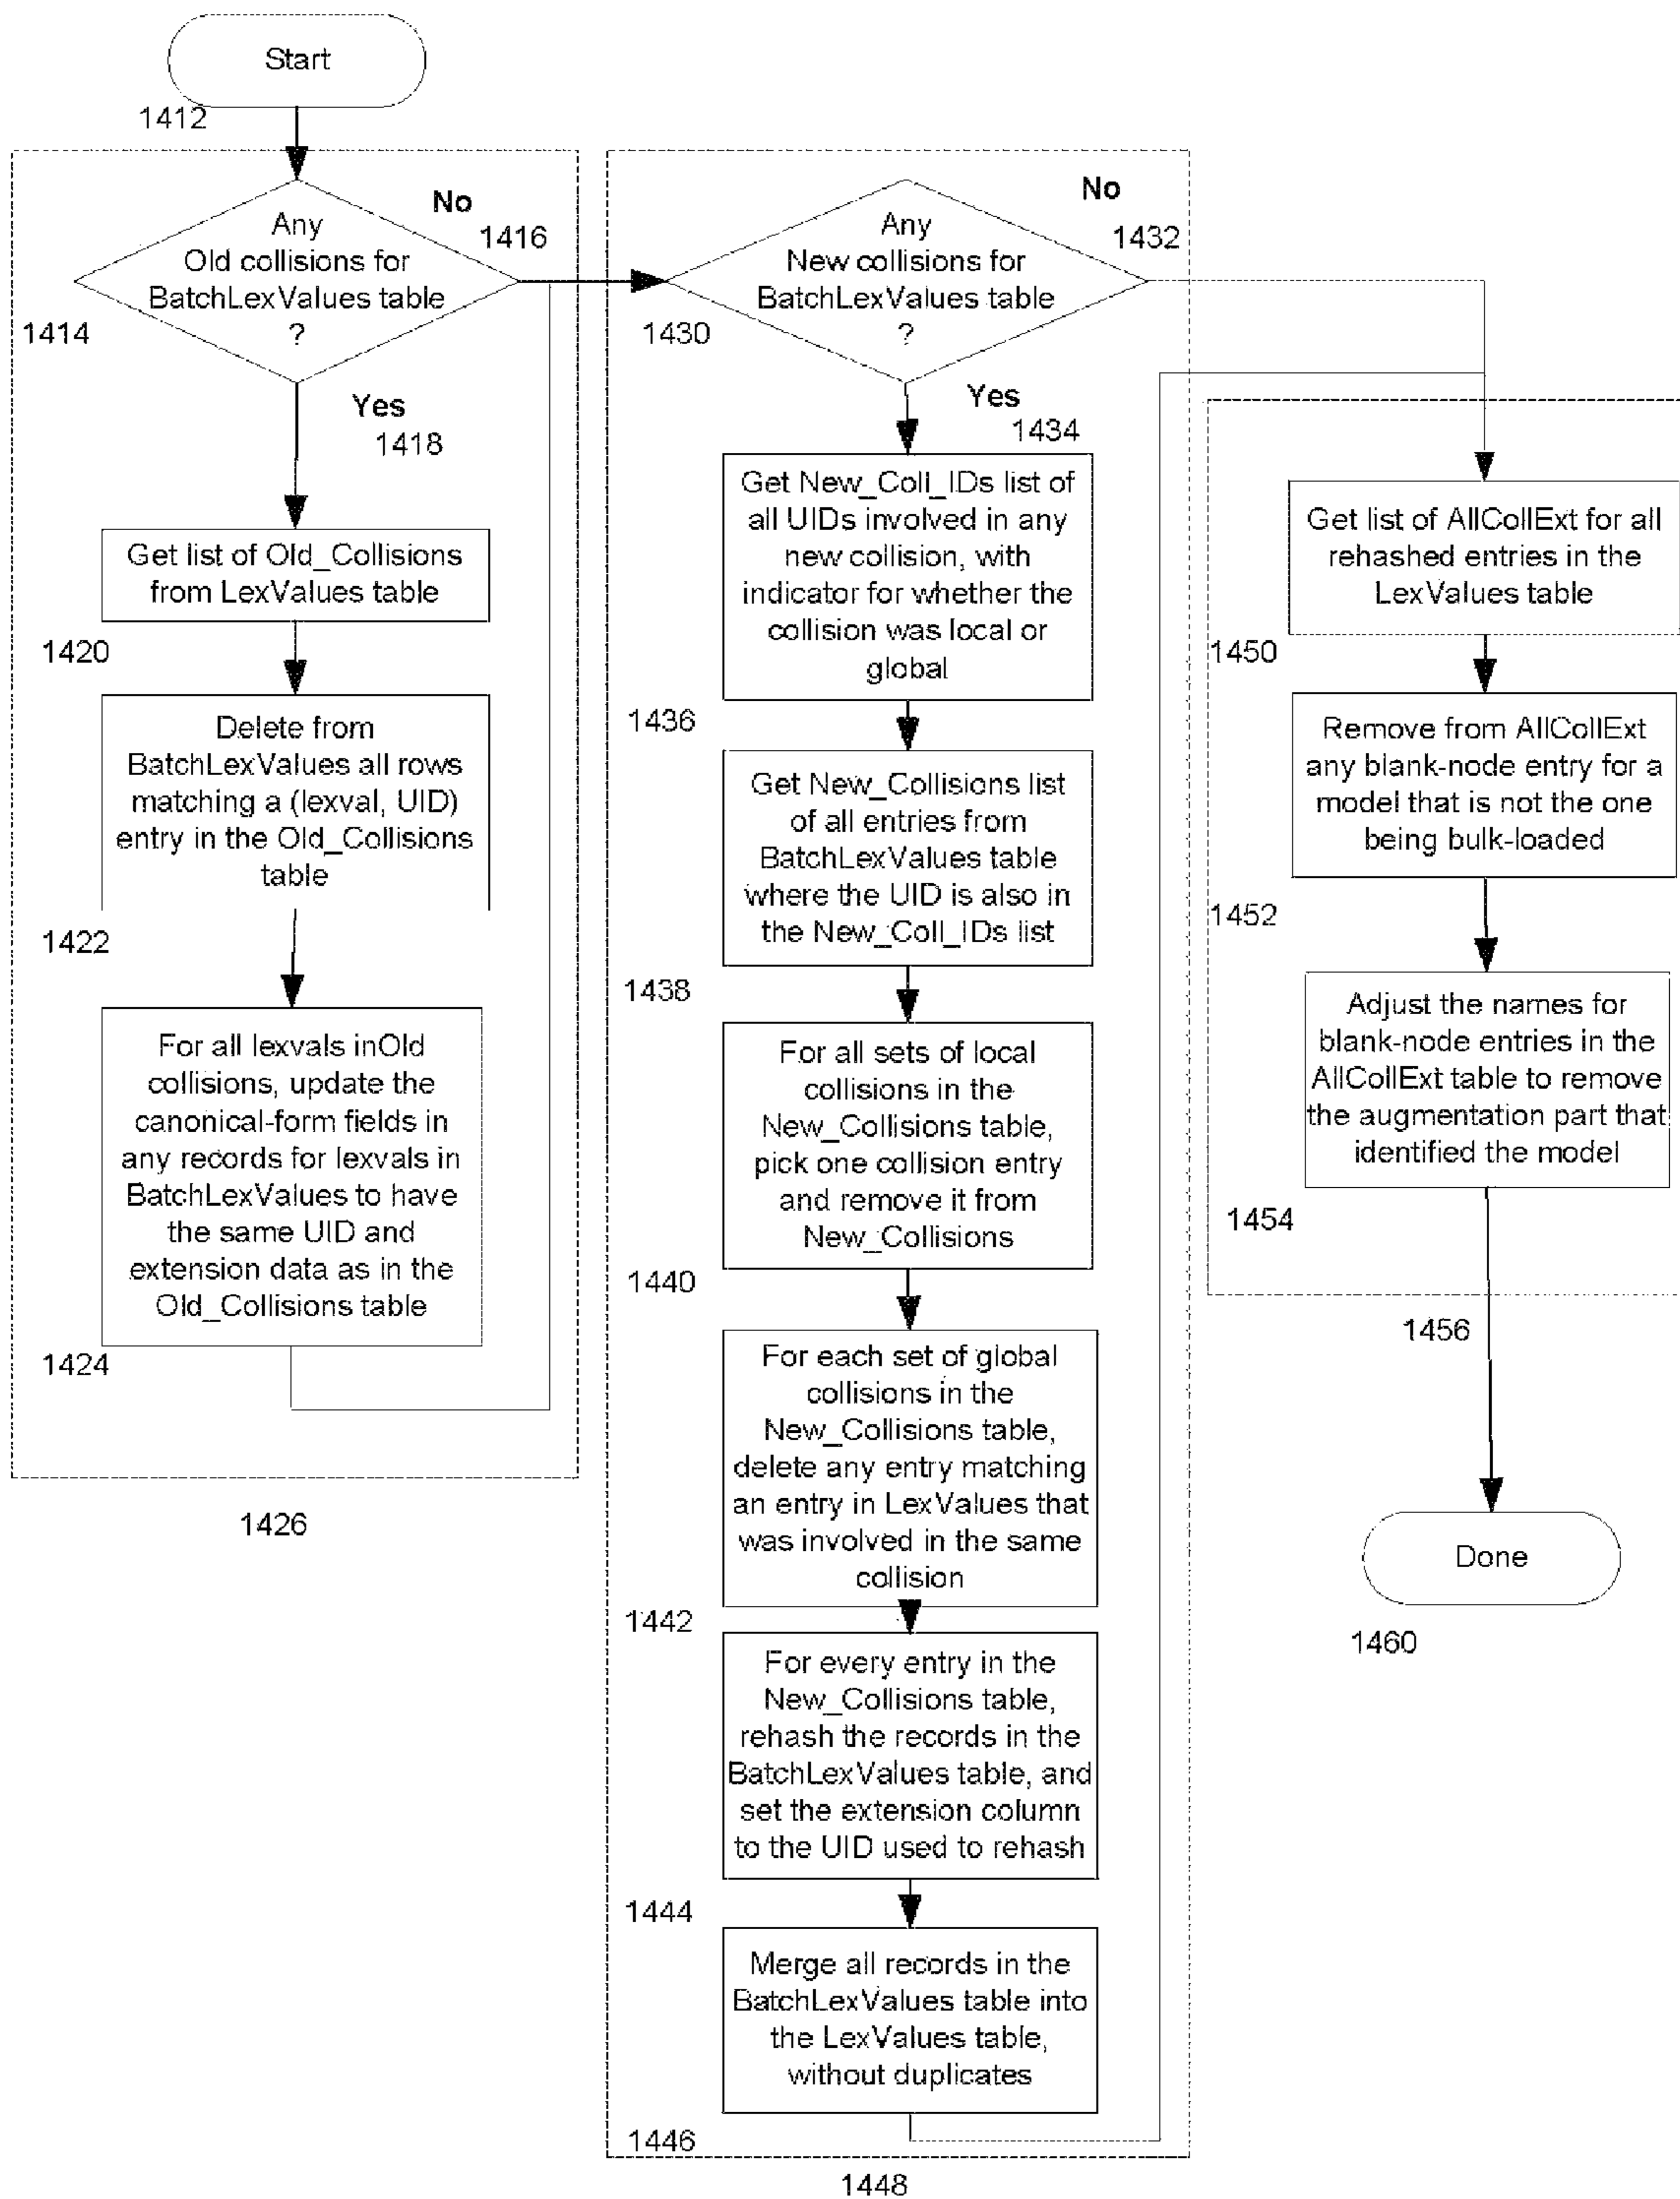 Start
1412
Any
Old collisions for
BatchLexValues table
?
No
1416
1414
Yes
1418
Get list of Old_Collisions
from LexValues table
1420
Delete from
BatchLexValues all rows
matching a (lexval, UID)
entry in the Old_Collisions
table
1422
For all lexvals inOld
collisions, update the
canonical-form fields in
any records for lexvals in
BatchLexValues to have
the same UID and
extension data as in the
Old_Collisions table
1424
1426
Any
New collisions for
BatchLexValues table
?
No
1432
1430
Yes
1434
Get New_Coll_IDs list of
all UIDs involved in any
new collision, with
indicator for whether the
collision was local or
global
1436
Get New_Collisions list
of all entries from
BatchLexValues table
where the UID is also in
the New_Coll_IDs list
1438
For all sets of local
collisions in the
New_Collisions table,
pick one collision entry
and remove it from
New_Collisions
1440
For each set of global
collisions in the
New_Collisions table,
delete any entry matching
an entry in LexValues that
was involved in the same
collision
1442
For every entry in the
New_Collisions table,
rehash the records in the
BatchLexValues table, and
set the extension column
to the UID used to rehash
1444
Merge all records in the
BatchLexValues table into
the LexValues table,
without duplicates
1446
1448
Get list of AllCollExt for all
rehashed entries in the
LexValues table
1450
Remove from AllCollExt
any blank-node entry for a
model that is not the one
being bulk-loaded
1452
Adjust the names for
blank-node entries in the
AllCollExt table to remove
the augmentation part that
identified the model
1454
1456
Done
1460